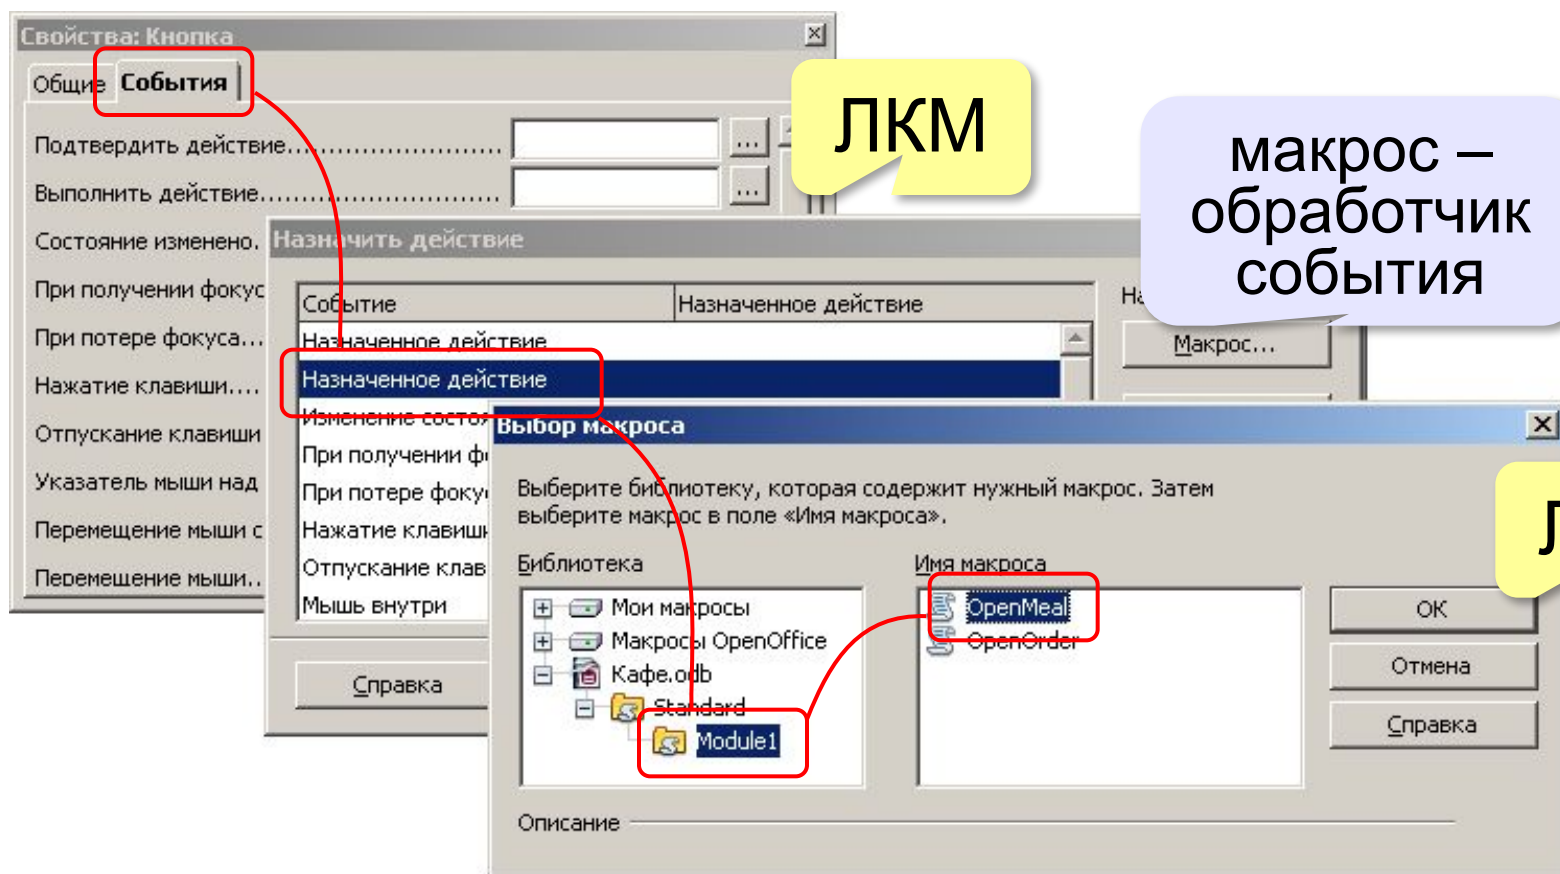 Свойства: Кнопка
Общие События
Подтвердить действие
...
Выполнить действие
...
Состояние изменено.
При получении фокус
При потере фокуса...
Нажатие клавиши....
Отпускание клавиши
Указатель мыши над
Перемещение мыши с
Перемещение мыши..
ЛКМ
макрос –
обработчик
события
Назначить действие
Событие Назначенное действие
Назначенное действие
Назначенное действие
Изменение состоя
При получении ф
При потере фоку
Нажатие клавиш
Отпускание клав
Мышь внутри
На
Макрос...
Справка
Выбор макроса
Выберите библиотеку, которая содержит нужный макрос. Затем
выберите макрос в поле «Имя макроса».
Библиотека
Мои макросы
Макросы OpenOffice
Кафе.odb
Standard
Module1
Имя макроса
OpenMeal
OpenOrder
ОК
Отмена
Справка
Описание